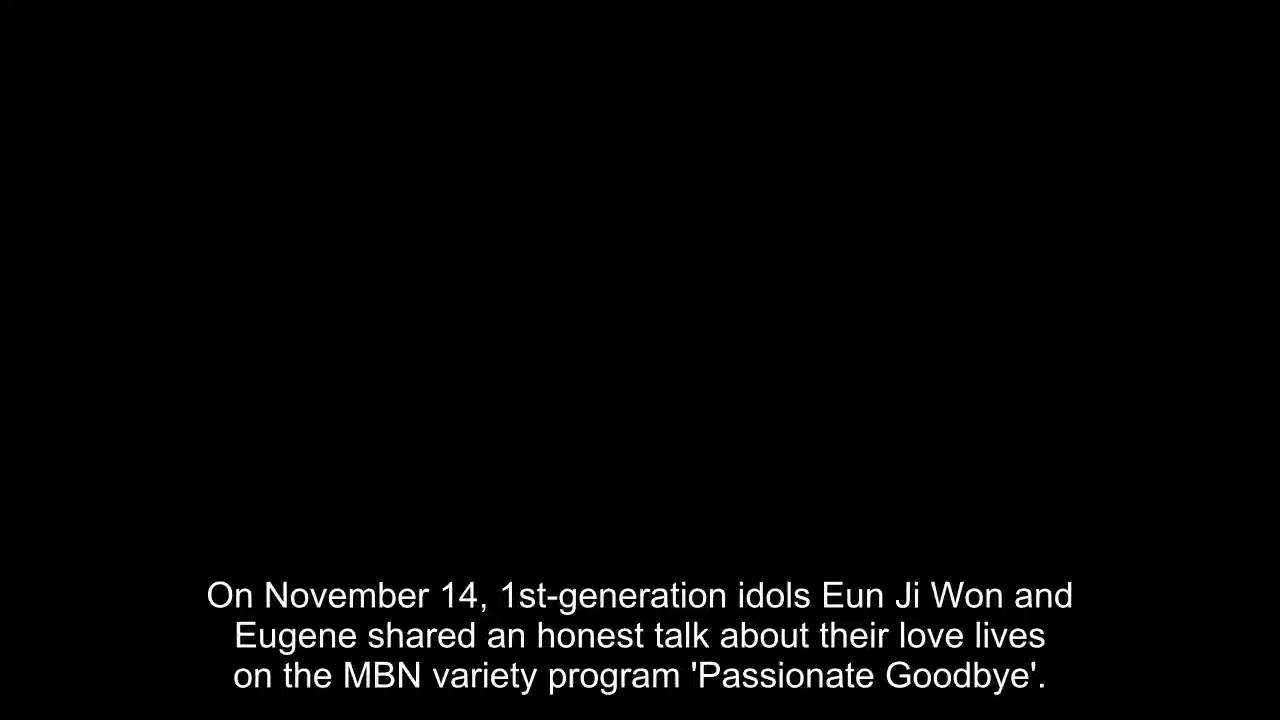 On November 14, 1st-generation idols Eun Ji Won and
Eugene shared an honest talk about their love lives
on the MBN variety program 'Passionate Goodbye'.